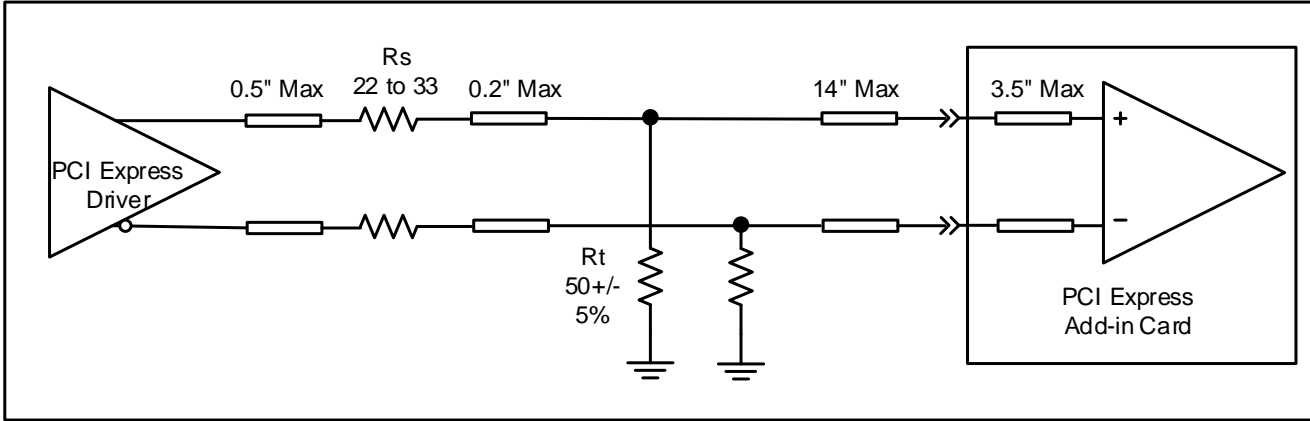 Rs
22 to 33
0.5" Max
0.2" Max
14" Max
3.5" Max
PCI Express
Driver
+
−
Rt
50+/-
5%
PCI Express
Add-in Card